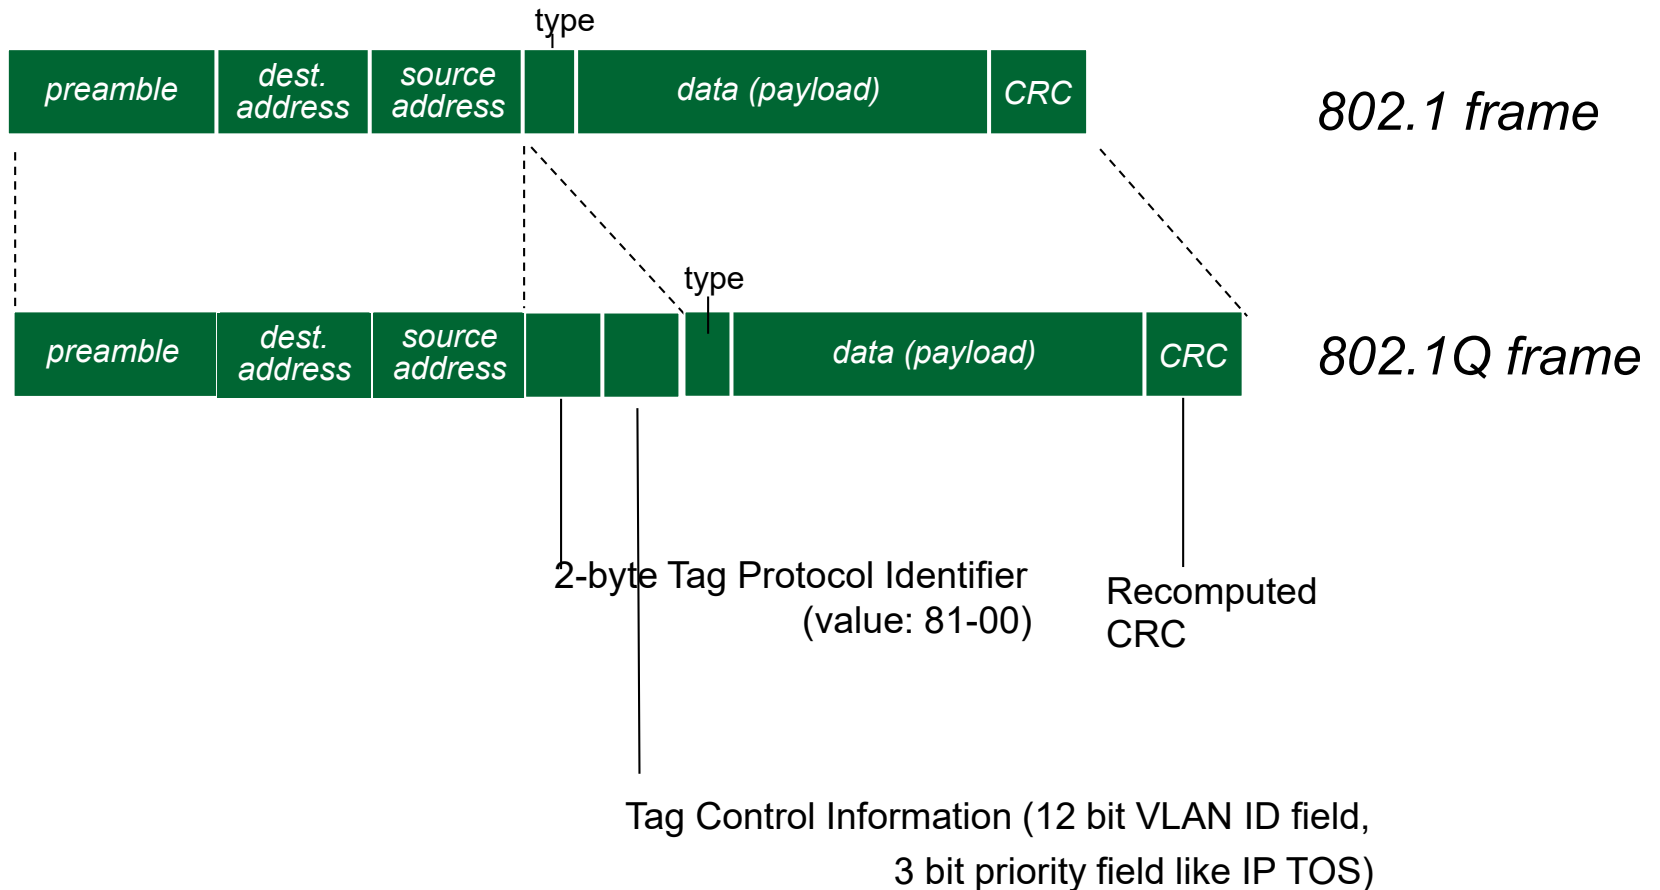 type
preamble
dest.
address
source
address
data (payload)
CRC
802.1 frame
type
preamble
dest.
address
source
address
data (payload)
CRC
802.1Q frame
2-byte Tag Protocol Identifier
(value: 81-00)
Recomputed
CRC
Tag Control Information (12 bit VLAN ID field,
3 bit priority field like IP TOS)